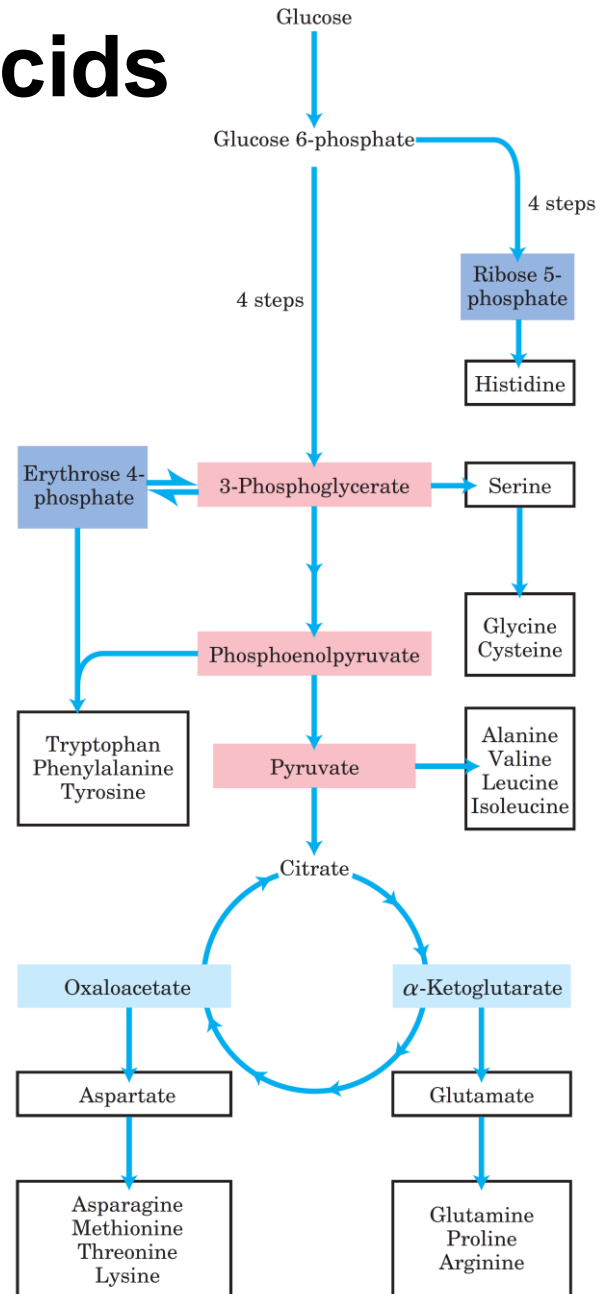 cids
Glucose
Glucose 6-phosphate
4 steps
Ribose 5-
phosphate
4 steps
Histidine
Erythrose 4-
phosphate
3-Phosphoglycerate
Serine
Glycine
Cysteine
Phosphoenolpyruvate
Tryptophan
Phenylalanine
Tyrosine
Pyruvate
Alanine
Valine
Leucine
Isoleucine
Citrate
Oxaloacetate
α-Ketoglutarate
Aspartate
Glutamate
Asparagine
Methionine
Threonine
Lysine
Glutamine
Proline
Arginine